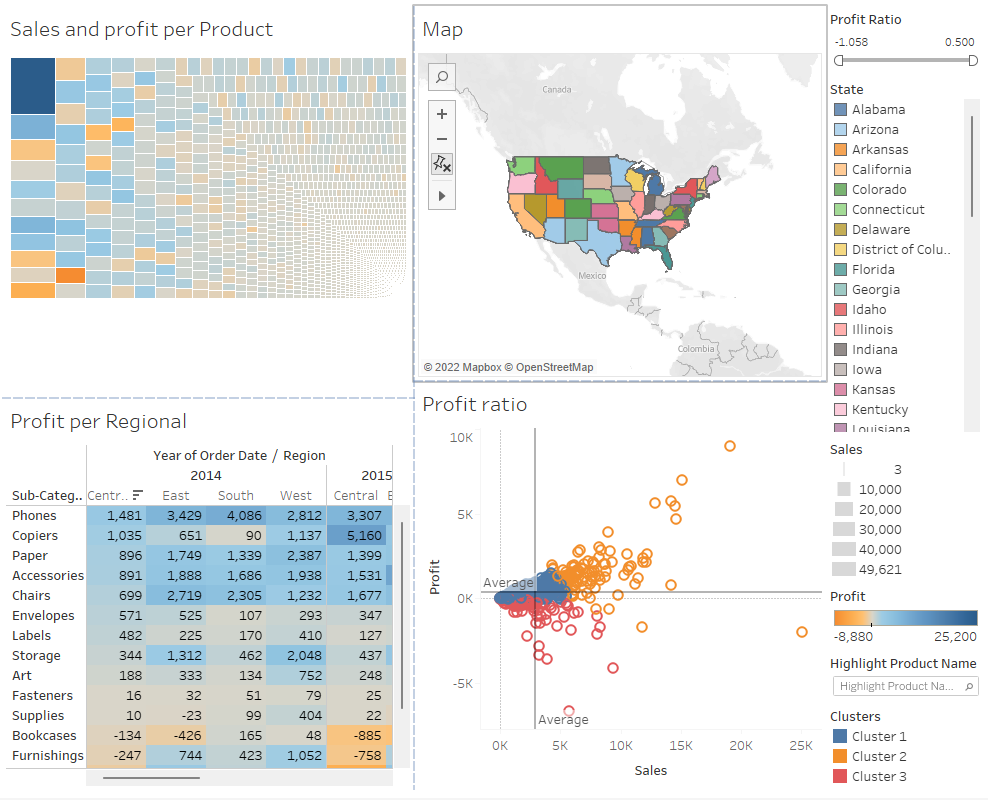 Sales and profit per Product
Map
Canada
Mexico
Colombia
© 2022 Mapbox © OpenStreetMap
Profit Ratio
-1.058 0.500
State
Alabama
Arizona
Arkansas
California
Colorado
Connecticut
Delaware
District of Colu..
Florida
Georgia
Idaho
Illinois
Indiana
Iowa
Kansas
Kentucky
Louisiana
Profit per Regional
Year of Order Date / Region
2014 2015
Sub-Categ.. Centr.. East South West Central E
Phones 1,481 3,429 4,086 2,812 3,307
Copiers 1,035 651 90 1,137 5,160
Paper 896 1,749 1,339 2,387 1,399
Accessories 891 1,888 1,686 1,938 1,531
Chairs 699 2,719 2,305 1,232 1,677
Envelopes 571 525 107 293 347
Labels 482 225 170 410 127
Storage 344 1,312 462 2,048 437
Art 188 333 134 752 248
Fasteners 16 32 51 79 25
Supplies 10 -23 99 404 22
Bookcases -134 -426 165 48 -885
Furnishings -247 744 423 1,052 -758
Profit ratio
10K
5K
0K
-5K
Profit
Average
Average
0K 5K 10K 15K 20K 25K
Sales
Sales
3
10,000
20,000
30,000
40,000
49,621
Profit
-8,880 25,200
Highlight Product Name
Highlight Product Na...
Clusters
Cluster 1
Cluster 2
Cluster 3